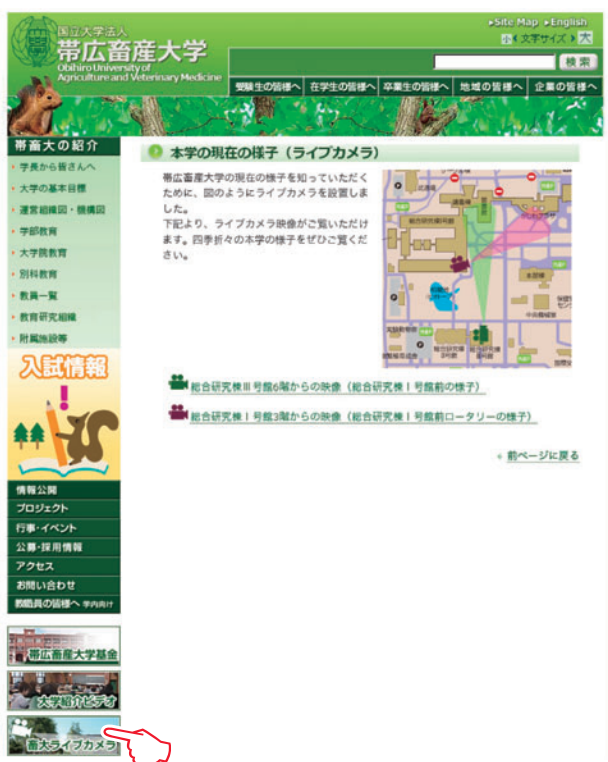 ▸Site Map ▸English
国立大学法人
帯広畜産大学
Obihiro University of
Agriculture and Veterinary Medicine
小 文字サイズ 大
検索
受験生の皆様へ 在学生の皆様へ 卒業生の皆様へ 地域の皆様へ 企業の皆様へ
帯畜大の紹介
学長から皆さんへ
大学の基本目標
運営組織図・機構図
学部教育
大学院教育
別科教育
教員一覧
教育研究組織
附属施設等
入試情報
情報公開
プロジェクト
行事・イベント
公募・採用情報
アクセス
お問い合わせ
教職員の皆様へ 学内向け
帯広畜産大学基金
大学紹介ビデオ
畜大ライブカメラ
本学の現在の様子（ライブカメラ）
帯広畜産大学の現在の様子を知っていただく
ために、図のようにライブカメラを設置しま
した。
下記より、ライブカメラ映像がご覧いただけ
ます。四季折々の本学の様子をぜひご覧くだ
さい。
総合研究棟Ⅲ号館6階からの映像（総合研究棟Ⅰ号館前の様子）
総合研究棟Ⅰ号館3階からの映像（総合研究棟Ⅰ号館前ロータリーの様子）
前ページに戻る